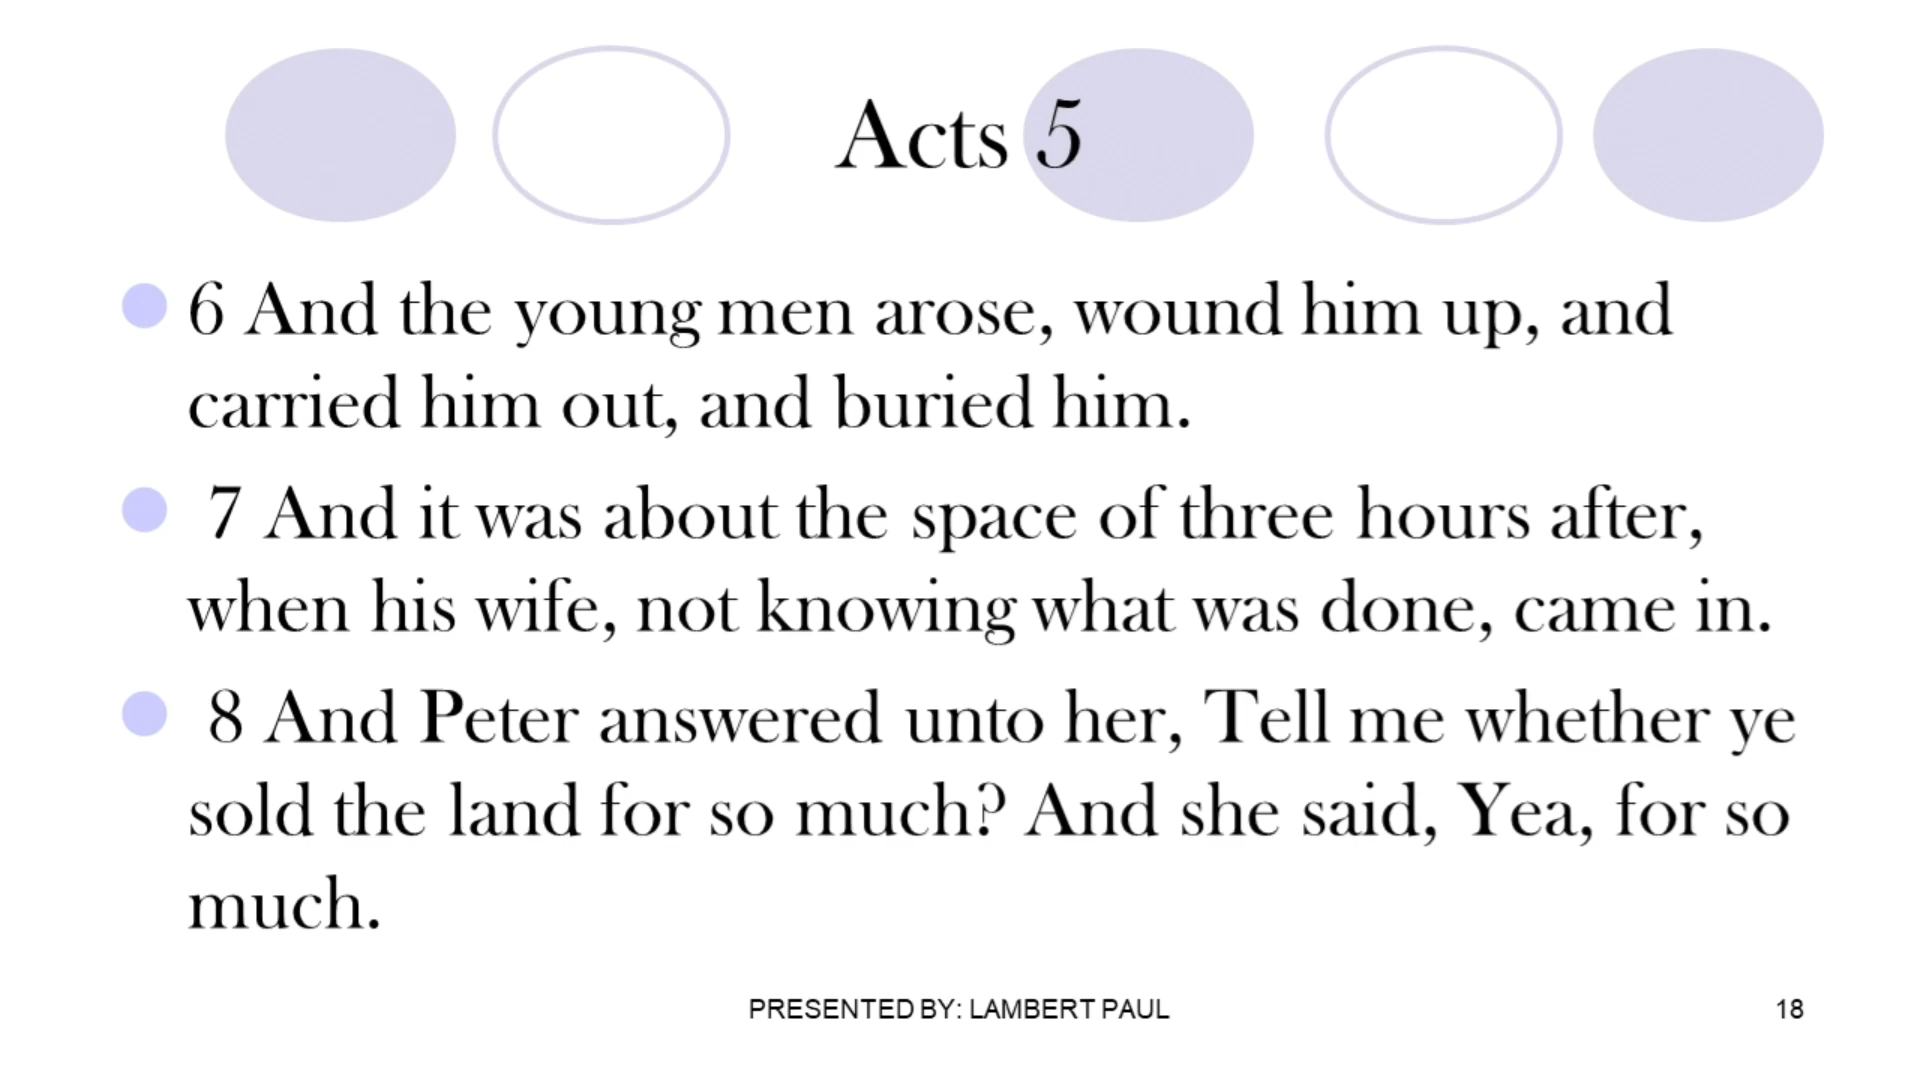 Acts 5
6 And the young men arose, wound him up, and
carried him out, and buried him.
7 And it was about the space of three hours after,
when his wife, not knowing what was done, came in.
8 And Peter answered unto her, Tell me whether ye
sold the land for so much? And she said, Yea, for so
much.
PRESENTED BY: LAMBERT PAUL
18